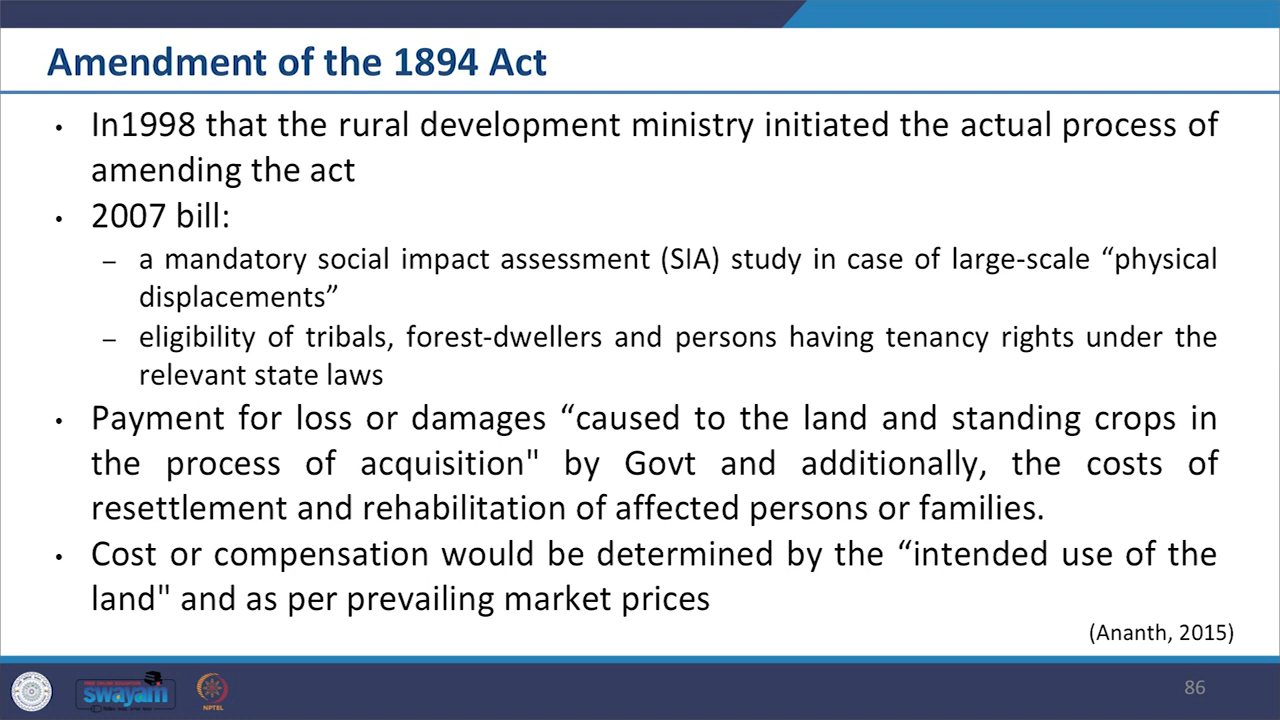 Amendment of the 1894 Act
• In1998 that the rural development ministry initiated the actual process of
amending the act
• 2007 bill:
– a mandatory social impact assessment (SIA) study in case of large-scale “physical
displacements”
– eligibility of tribals, forest-dwellers and persons having tenancy rights under the
relevant state laws
• Payment for loss or damages “caused to the land and standing crops in
the process of acquisition" by Govt and additionally, the costs of
resettlement and rehabilitation of affected persons or families.
• Cost or compensation would be determined by the “intended use of the
land" and as per prevailing market prices
(Ananth, 2015)
swayam
NPTEL
86